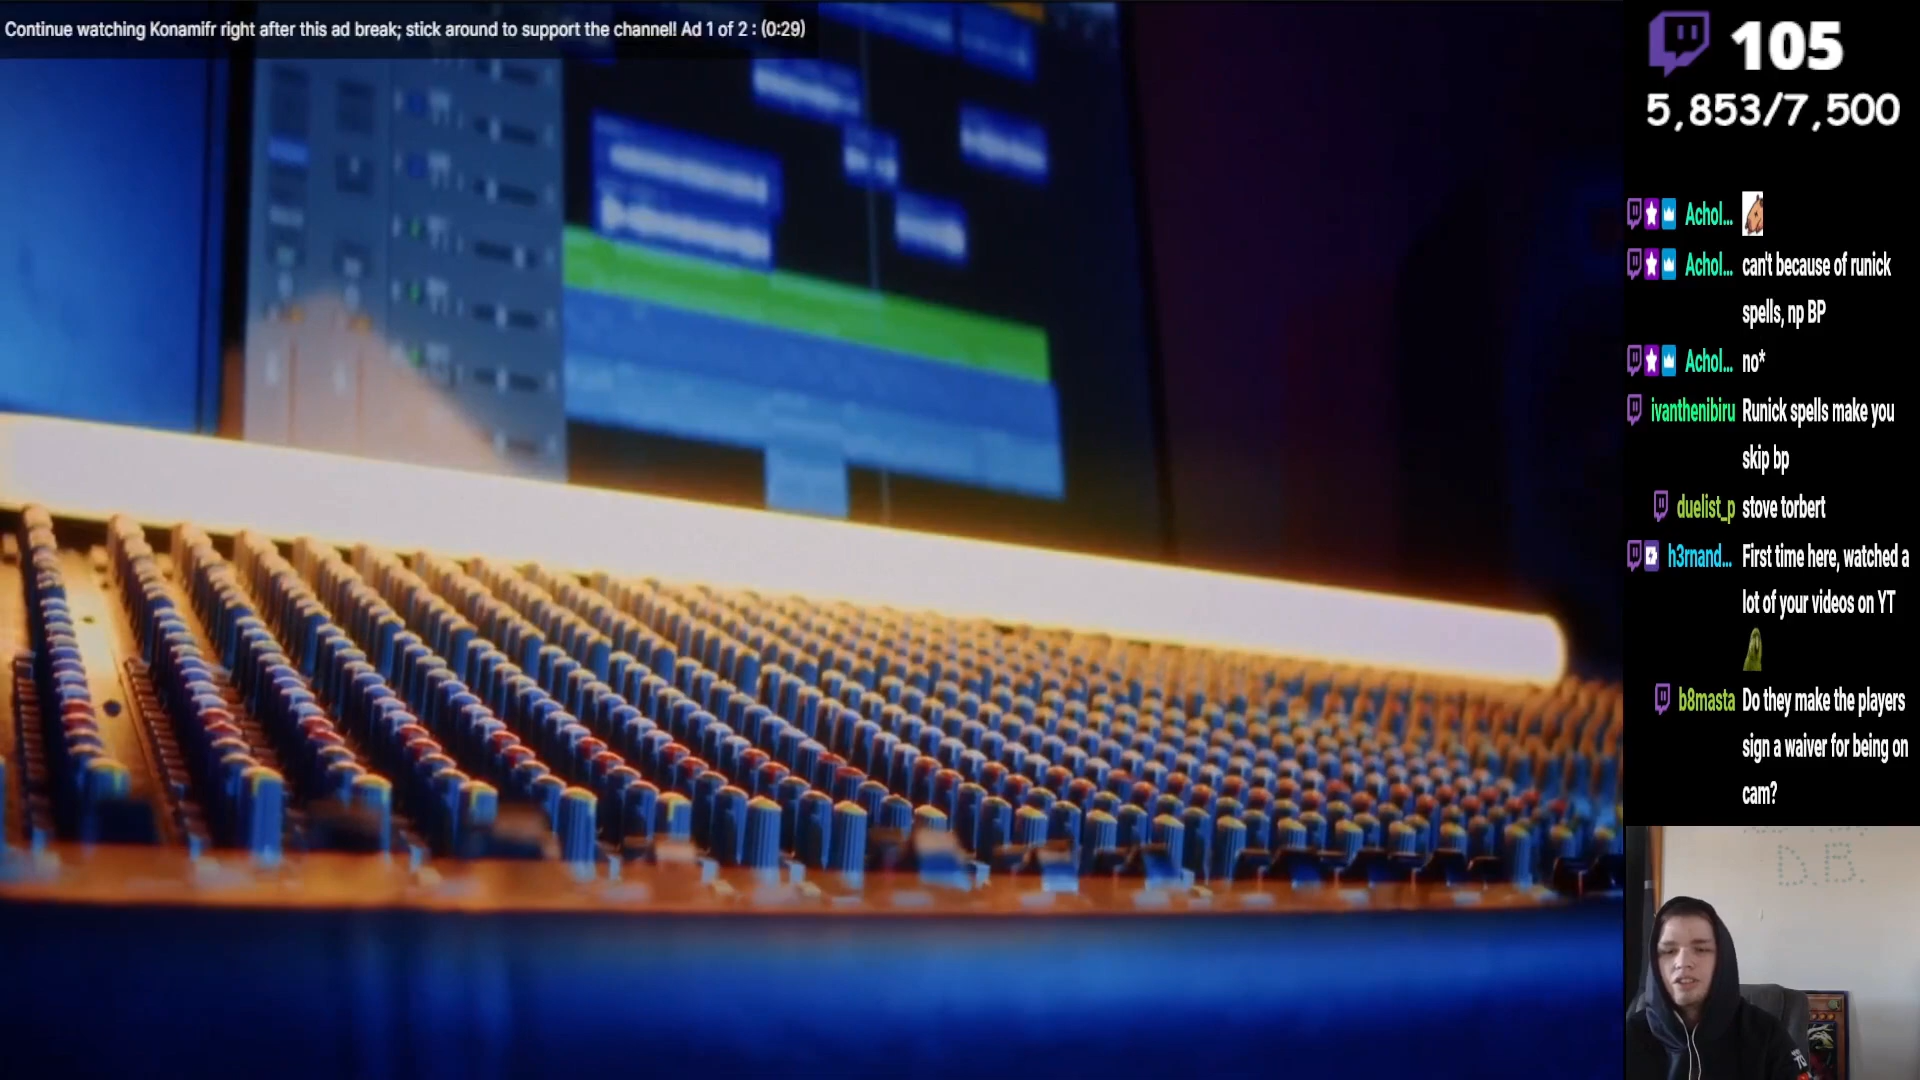 Continue watching Konamifr right after this ad break; stick around to support the channel! Ad 1 of 2 : (0:29)
105
5,853/7,500
Achol...
Achol... can't because of runick
spells, np BP
Achol... no*
ivanthenibiru Runick spells make you
skip bp
duelist_p stove torbert
h3rnand... First time here, watched a
lot of your videos on YT
b8masta Do they make the players
sign a waiver for being on
cam?
D.B.